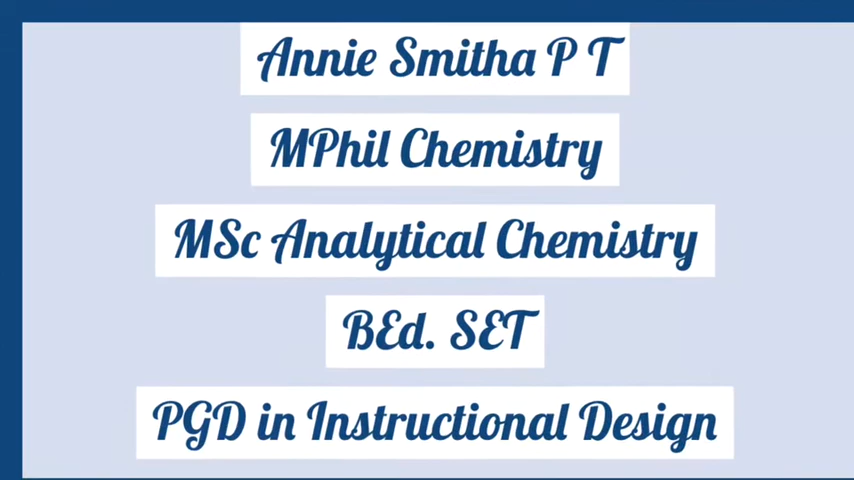 Annie Smitha P T
MPhil Chemistry
MSc Analytical Chemistry
BEd. SET
PGD in Instructional Design